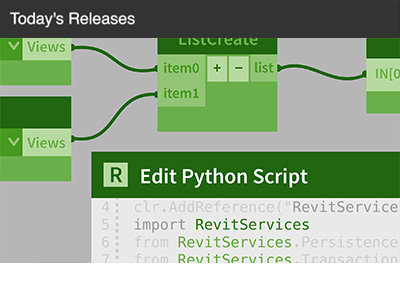 Today's Releases
ListCreate
Views
item0 + − list
IN[0
item1
Views
R Edit Python Script
4 clr.AddReference("RevitService
5 import RevitServices
6 from RevitServices.Persistence
7 from RevitServices.Transaction